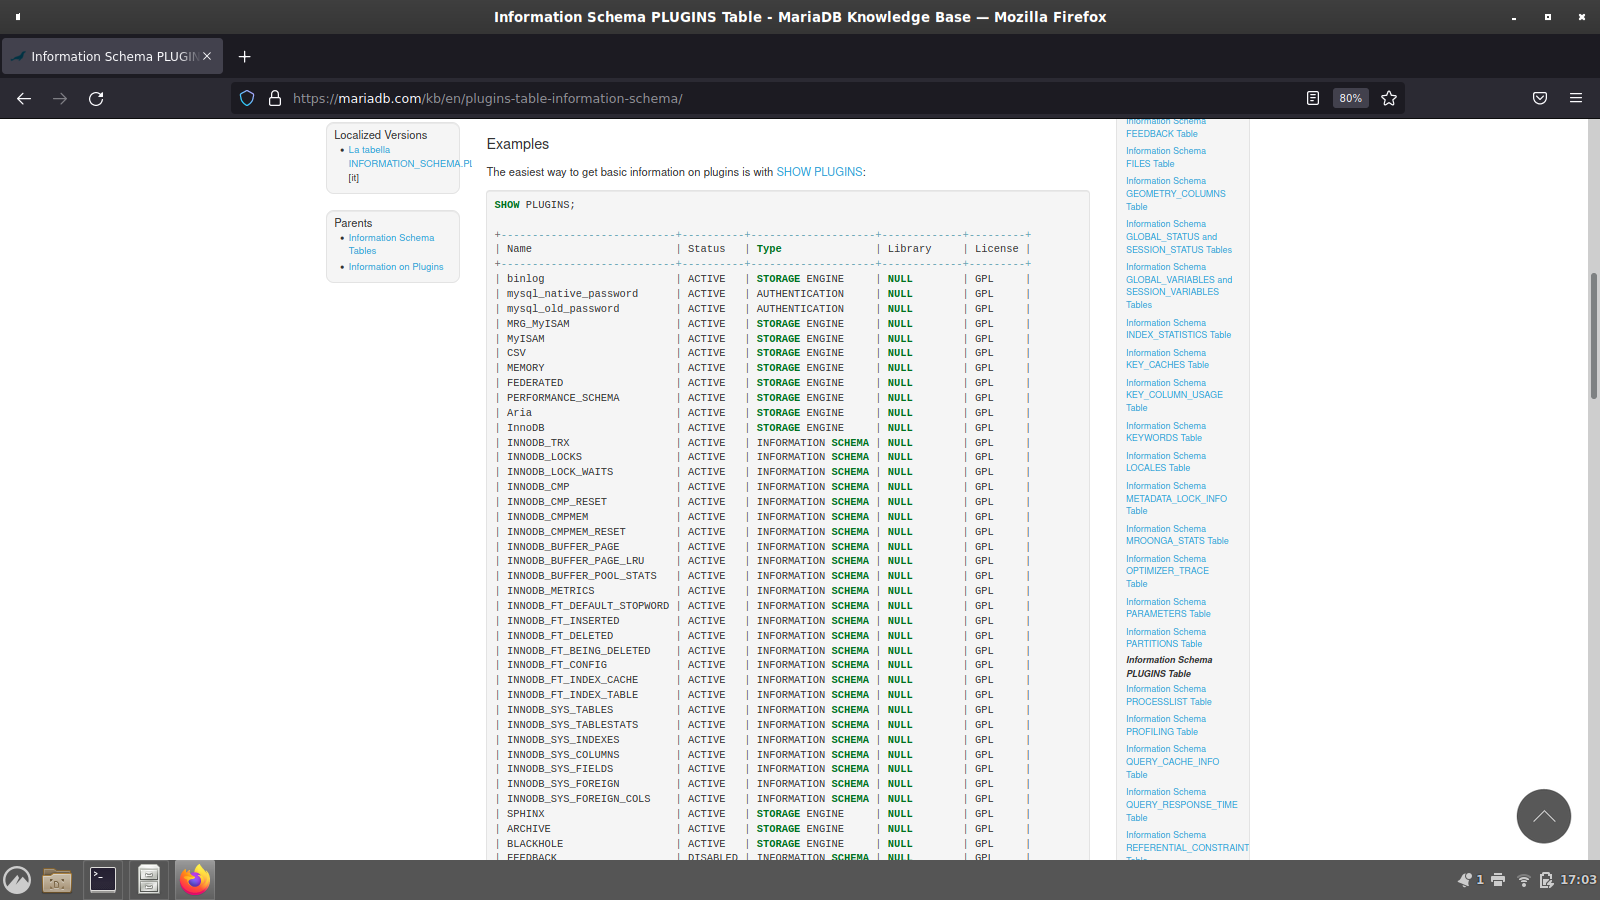 Information Schema PLUGINS Table - MariaDB Knowledge Base — Mozilla Firefox
Information Schema PLUGIN
https://mariadb.com/kb/en/plugins-table-information-schema/
80%
Localized Versions
La tabella
INFORMATION_SCHEMA.PL
[it]
Parents
Information Schema
Tables
Information on Plugins
Examples
The easiest way to get basic information on plugins is with SHOW PLUGINS:
SHOW PLUGINS;
+----------------------------+----------+--------------------+-------------+---------+
| Name                       | Status   | Type               | Library     | License |
+----------------------------+----------+--------------------+-------------+---------+
| binlog                     | ACTIVE   | STORAGE ENGINE     | NULL        | GPL     |
| mysql_native_password      | ACTIVE   | AUTHENTICATION     | NULL        | GPL     |
| mysql_old_password         | ACTIVE   | AUTHENTICATION     | NULL        | GPL     |
| MRG_MyISAM                 | ACTIVE   | STORAGE ENGINE     | NULL        | GPL     |
| MyISAM                     | ACTIVE   | STORAGE ENGINE     | NULL        | GPL     |
| CSV                        | ACTIVE   | STORAGE ENGINE     | NULL        | GPL     |
| MEMORY                     | ACTIVE   | STORAGE ENGINE     | NULL        | GPL     |
| FEDERATED                  | ACTIVE   | STORAGE ENGINE     | NULL        | GPL     |
| PERFORMANCE_SCHEMA         | ACTIVE   | STORAGE ENGINE     | NULL        | GPL     |
| Aria                       | ACTIVE   | STORAGE ENGINE     | NULL        | GPL     |
| InnoDB                     | ACTIVE   | STORAGE ENGINE     | NULL        | GPL     |
| INNODB_TRX                 | ACTIVE   | INFORMATION SCHEMA | NULL        | GPL     |
| INNODB_LOCKS               | ACTIVE   | INFORMATION SCHEMA | NULL        | GPL     |
| INNODB_LOCK_WAITS          | ACTIVE   | INFORMATION SCHEMA | NULL        | GPL     |
| INNODB_CMP                 | ACTIVE   | INFORMATION SCHEMA | NULL        | GPL     |
| INNODB_CMP_RESET           | ACTIVE   | INFORMATION SCHEMA | NULL        | GPL     |
| INNODB_CMPMEM              | ACTIVE   | INFORMATION SCHEMA | NULL        | GPL     |
| INNODB_CMPMEM_RESET        | ACTIVE   | INFORMATION SCHEMA | NULL        | GPL     |
| INNODB_BUFFER_PAGE         | ACTIVE   | INFORMATION SCHEMA | NULL        | GPL     |
| INNODB_BUFFER_PAGE_LRU     | ACTIVE   | INFORMATION SCHEMA | NULL        | GPL     |
| INNODB_BUFFER_POOL_STATS   | ACTIVE   | INFORMATION SCHEMA | NULL        | GPL     |
| INNODB_METRICS             | ACTIVE   | INFORMATION SCHEMA | NULL        | GPL     |
| INNODB_FT_DEFAULT_STOPWORD | ACTIVE   | INFORMATION SCHEMA | NULL        | GPL     |
| INNODB_FT_INSERTED         | ACTIVE   | INFORMATION SCHEMA | NULL        | GPL     |
| INNODB_FT_DELETED          | ACTIVE   | INFORMATION SCHEMA | NULL        | GPL     |
| INNODB_FT_BEING_DELETED    | ACTIVE   | INFORMATION SCHEMA | NULL        | GPL     |
| INNODB_FT_CONFIG           | ACTIVE   | INFORMATION SCHEMA | NULL        | GPL     |
| INNODB_FT_INDEX_CACHE      | ACTIVE   | INFORMATION SCHEMA | NULL        | GPL     |
| INNODB_FT_INDEX_TABLE      | ACTIVE   | INFORMATION SCHEMA | NULL        | GPL     |
| INNODB_SYS_TABLES          | ACTIVE   | INFORMATION SCHEMA | NULL        | GPL     |
| INNODB_SYS_TABLESTATS      | ACTIVE   | INFORMATION SCHEMA | NULL        | GPL     |
| INNODB_SYS_INDEXES         | ACTIVE   | INFORMATION SCHEMA | NULL        | GPL     |
| INNODB_SYS_COLUMNS         | ACTIVE   | INFORMATION SCHEMA | NULL        | GPL     |
| INNODB_SYS_FIELDS          | ACTIVE   | INFORMATION SCHEMA | NULL        | GPL     |
| INNODB_SYS_FOREIGN         | ACTIVE   | INFORMATION SCHEMA | NULL        | GPL     |
| INNODB_SYS_FOREIGN_COLS    | ACTIVE   | INFORMATION SCHEMA | NULL        | GPL     |
| SPHINX                     | ACTIVE   | STORAGE ENGINE     | NULL        | GPL     |
| ARCHIVE                    | ACTIVE   | STORAGE ENGINE     | NULL        | GPL     |
| BLACKHOLE                  | ACTIVE   | STORAGE ENGINE     | NULL        | GPL     |
| FEEDBACK                   | DISABLED | INFORMATION SCHEMA | NULL        | GPL     |
Information Schema
FEEDBACK Table
Information Schema
FILES Table
Information Schema
GEOMETRY_COLUMNS
Table
Information Schema
GLOBAL_STATUS and
SESSION_STATUS Tables
Information Schema
GLOBAL_VARIABLES and
SESSION_VARIABLES
Tables
Information Schema
INDEX_STATISTICS Table
Information Schema
KEY_CACHES Table
Information Schema
KEY_COLUMN_USAGE
Table
Information Schema
KEYWORDS Table
Information Schema
LOCALES Table
Information Schema
METADATA_LOCK_INFO
Table
Information Schema
MROONGA_STATS Table
Information Schema
OPTIMIZER_TRACE
Table
Information Schema
PARAMETERS Table
Information Schema
PARTITIONS Table
Information Schema
PLUGINS Table
Information Schema
PROCESSLIST Table
Information Schema
PROFILING Table
Information Schema
QUERY_CACHE_INFO
Table
Information Schema
QUERY_RESPONSE_TIME
Table
Information Schema
REFERENTIAL_CONSTRAINT
1
17:03